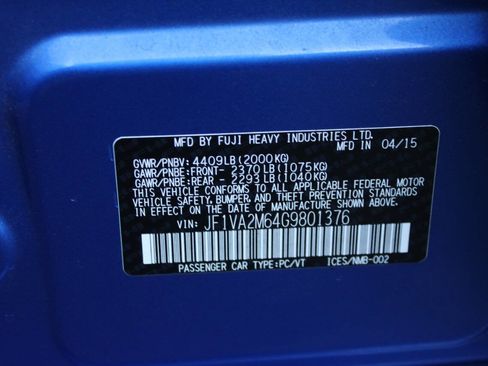 MFD BY FUJI HEAVY INDUSTRIES LTD.
MFD IN 04/15
GVWR/PNBV: 4409LB(2000KG)
GAWR/PNBE:FRONT- 2370LB(1075KG)
GAWR/PNBE:REAR - 2293LB(1040KG)
THIS VEHICLE CONFORMS TO ALL APPLICABLE FEDERAL MOTOR
VEHICLE SAFETY, BUMPER, AND THEFT PREVENTION STANDARDS
IN EFFECT ON THE DATE OF MANUFACTURE SHOWN ABOVE.
VIN: JF1VA2M64G9801376
PASSENGER CAR TYPE:PC/VT ICES/NMB-002